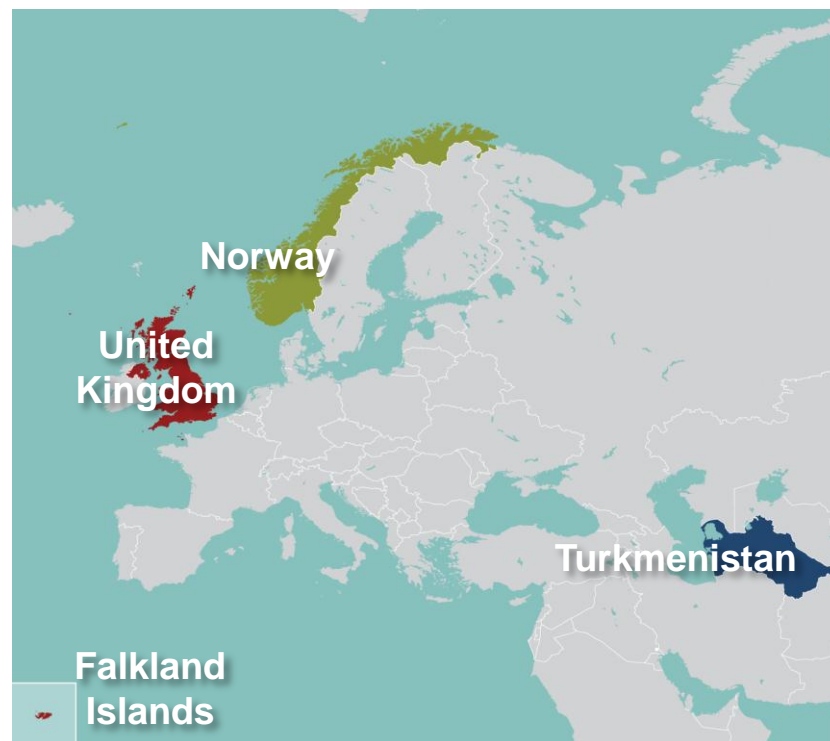 Norway
United
Kingdom
Turkmenistan
Falkland
Islands